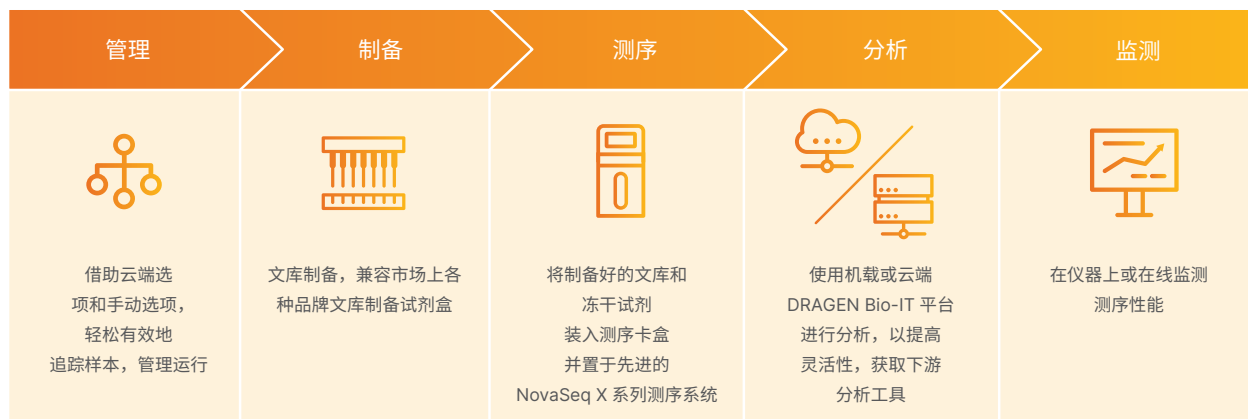 管理
制备
测序
分析
监测
借助云端选
项和手动选项，
轻松有效地
追踪样本，管理运行
文库制备，兼容市场上各
种品牌文库制备试剂盒
将制备好的文库和
冻干试剂
装入测序卡盒
并置于先进的
NovaSeq X 系列测序系统
使用机载或云端
DRAGEN Bio-IT 平台
进行分析，以提高
灵活性，获取下游
分析工具
在仪器上或在线监测
测序性能